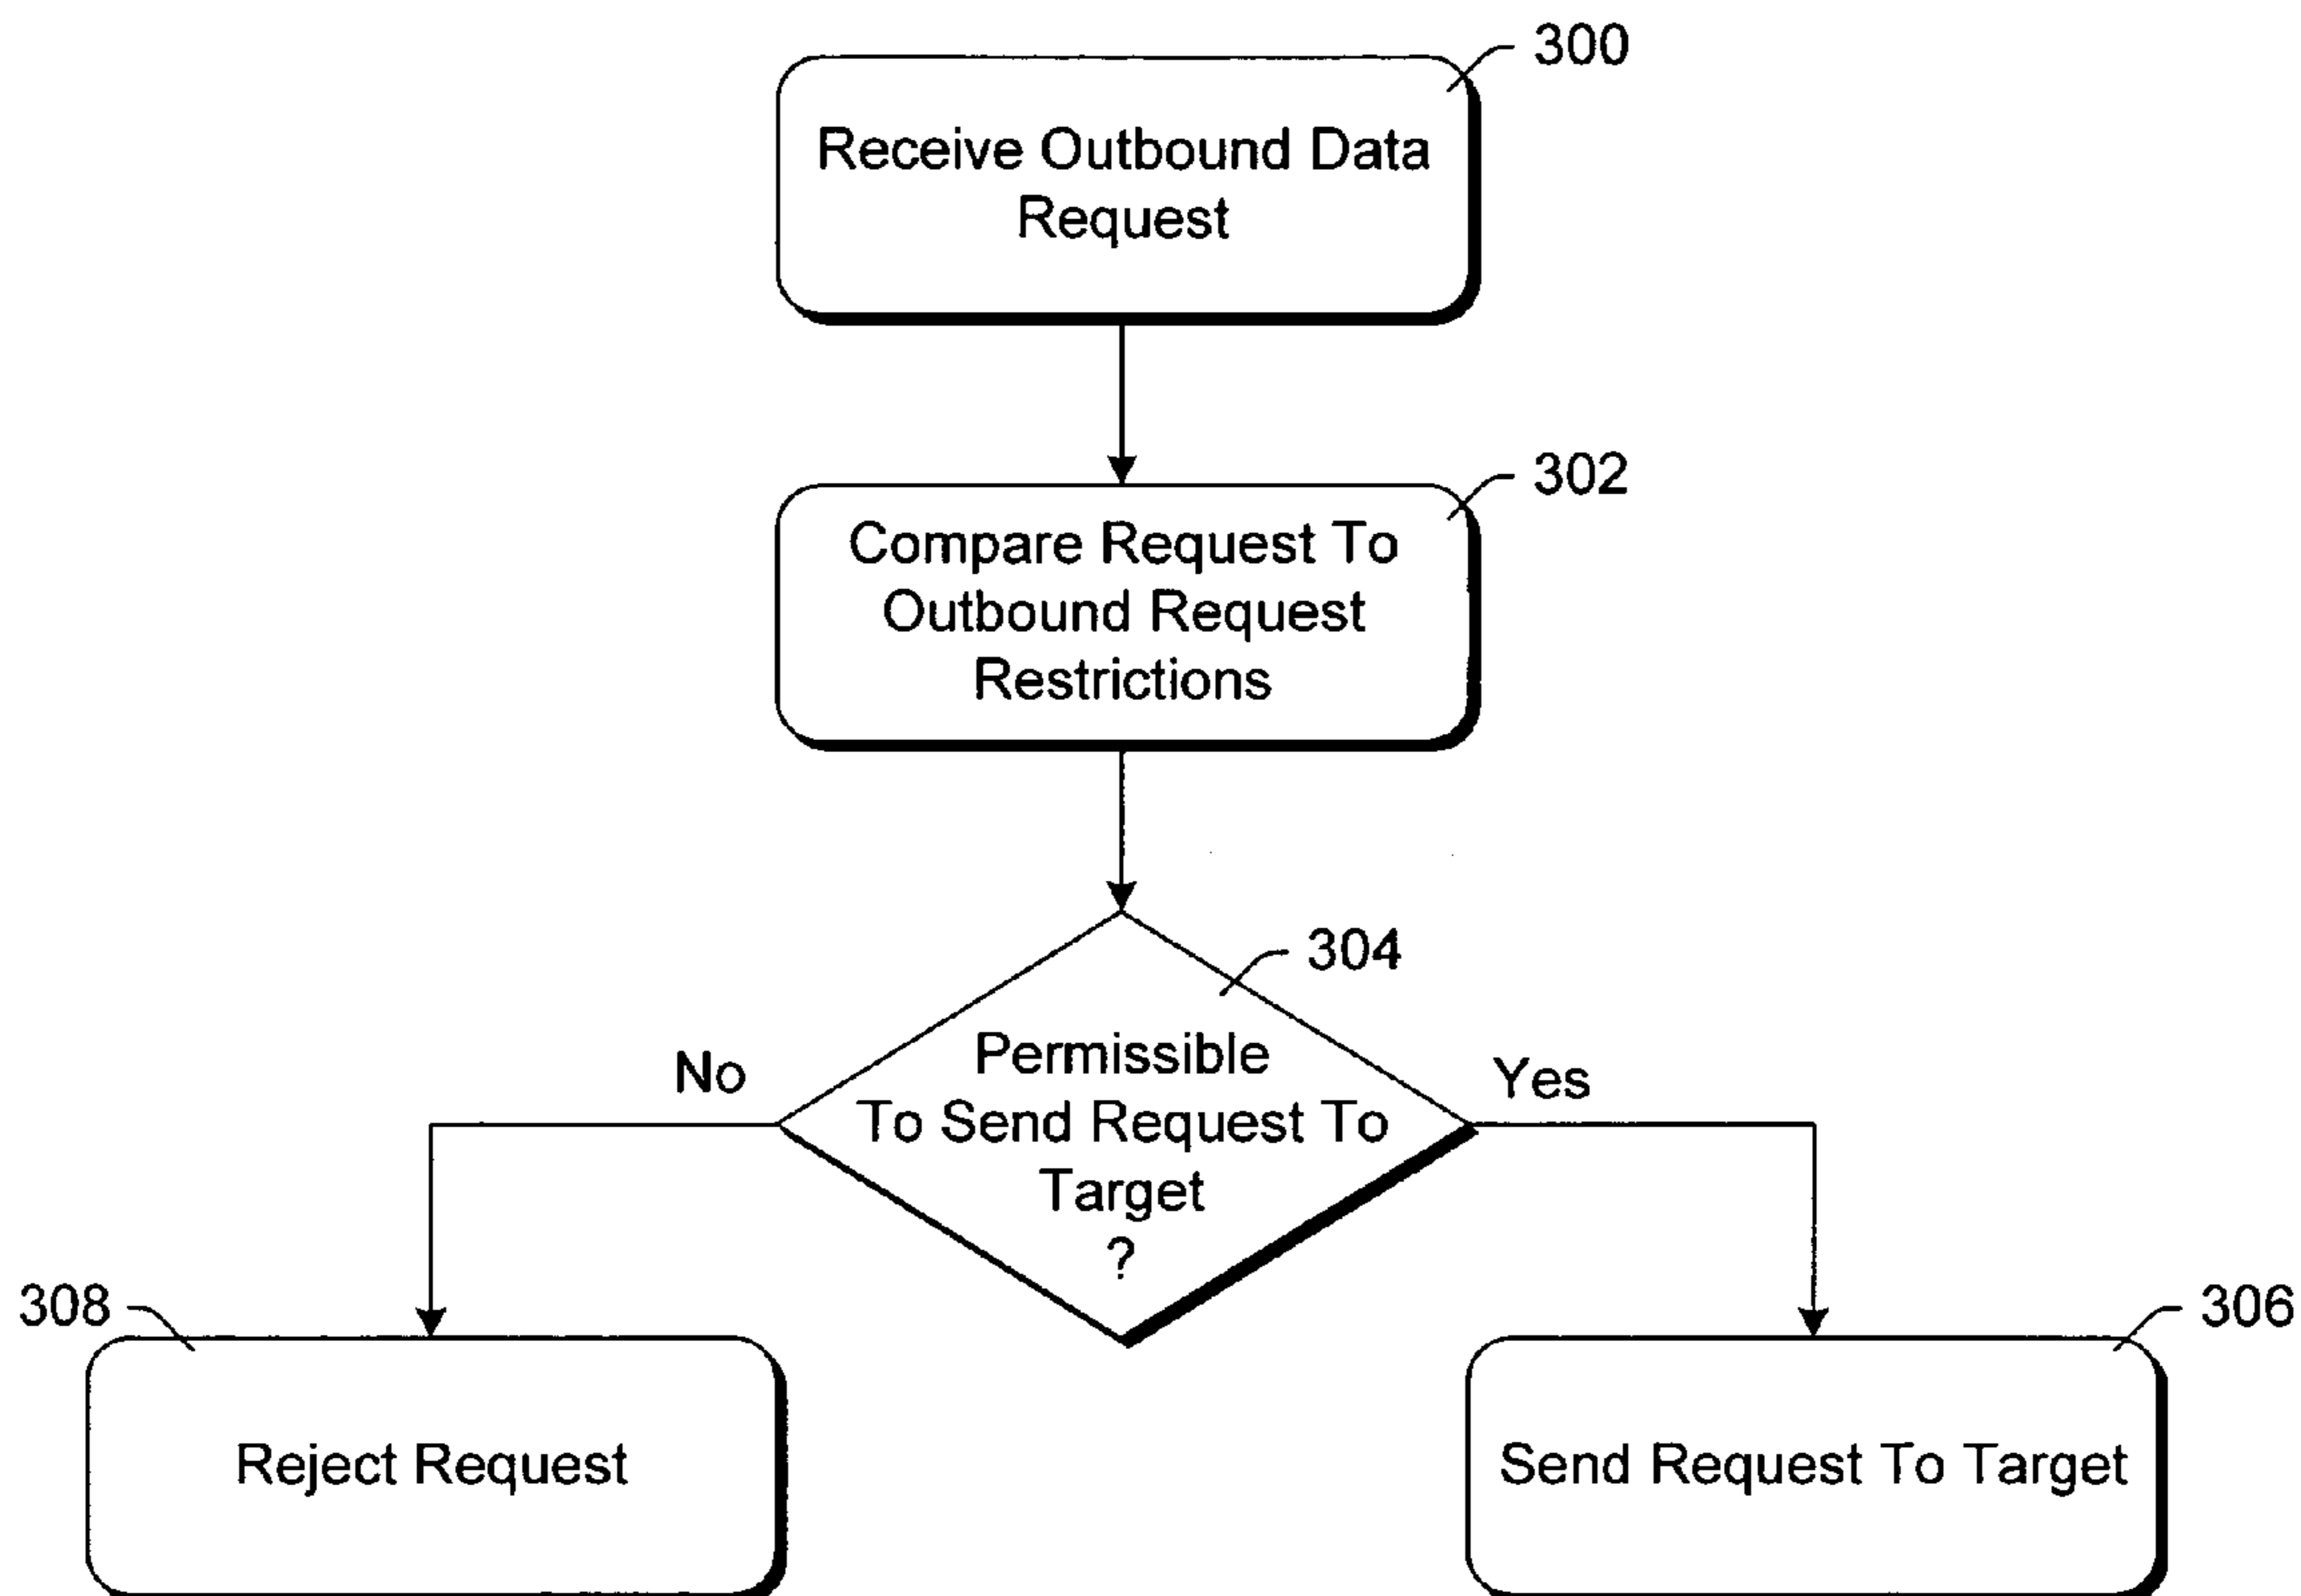 300
Receive Outbound Data
Request
302
Compare Request To
Outbound Request
Restrictions
304
Permissible
To Send Request To
Target
?
No
Yes
308
Reject Request
306
Send Request To Target